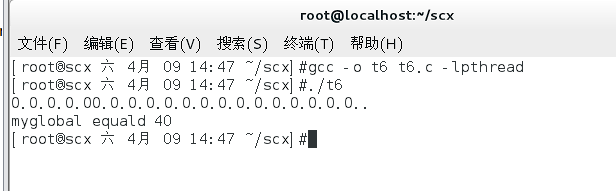 root@localhost:~/scx
文件(F) 编辑(E) 查看(V) 搜索(S) 终端(T) 帮助(H)
[ root@scx 六 4月 09 14:47 ~/scx] #gcc -o t6 t6.c -lpthread
[ root@scx 六 4月 09 14:47 ~/scx] #./t6
0.0.0.0.00.0.0.0.0.0.0.0.0.0.0.0.0.0.0..
myglobal equald 40
[ root@scx 六 4月 09 14:47 ~/scx] #